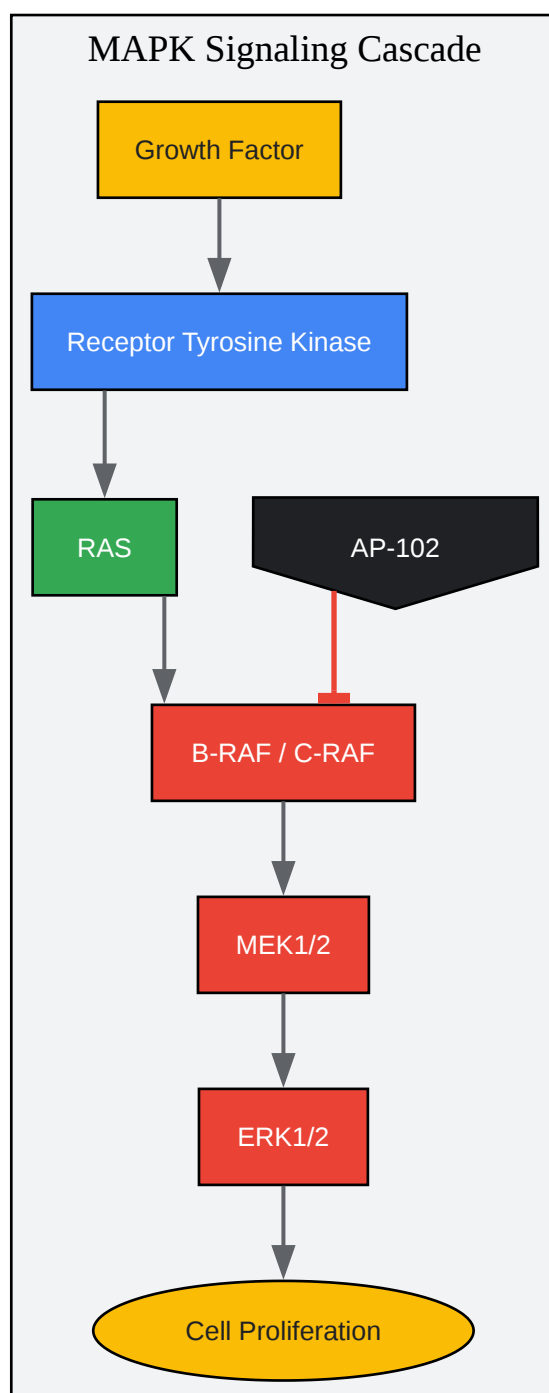 MAPK Signaling Cascade
Growth Factor
Receptor Tyrosine Kinase
RAS
AP-102
B-RAF / C-RAF
MEK1/2
ERK1/2
Cell Proliferation